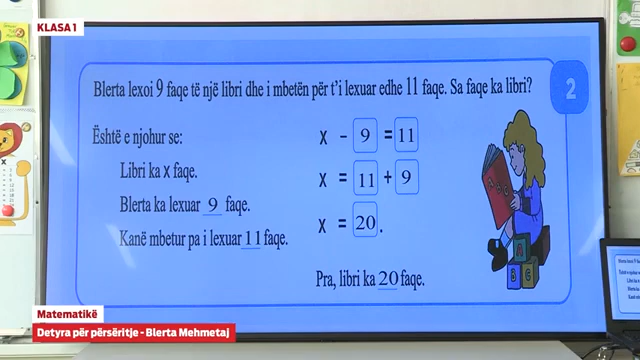 KLASA 1
Blerta lexoi 9 faqe të një libri dhe i mbetën për t'i lexuar edhe 11 faqe. Sa faqe ka libri?
2
Është e njohur se:
Libri ka x faqe.
Blerta ka lexuar 9 faqe.
Kanë mbetur pa i lexuar 11 faqe.
x - 9 = 11
x = 11 + 9
x = 20.
Pra, libri ka 20 faqe.
Matematikë
Detyra për përsëritje - Blerta Mehmetaj